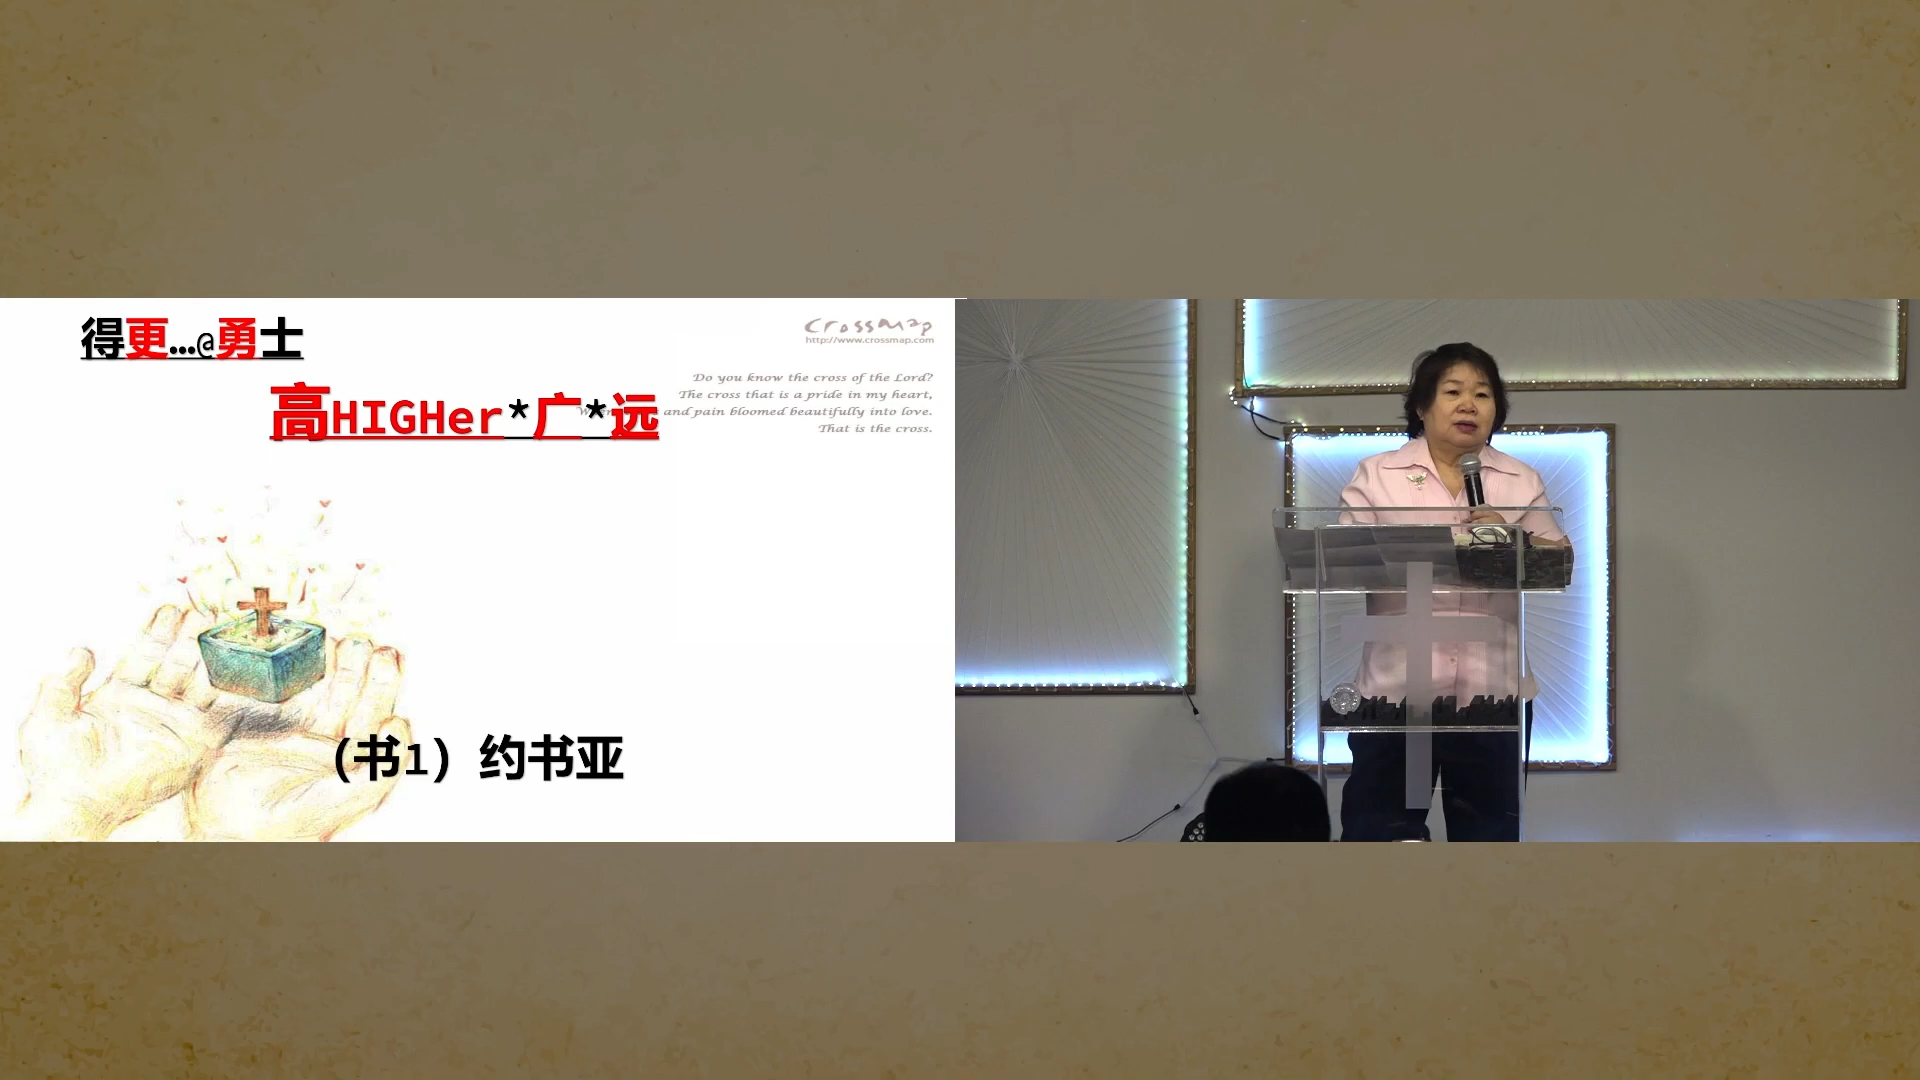 得更...@勇士
高HIGHer*广*远
crossmap
http://www.crossmap.com
Do you know the cross of the Lord?
The cross that is a pride in my heart,
and pain bloomed beautifully into love.
That is the cross.
（书1）约书亚